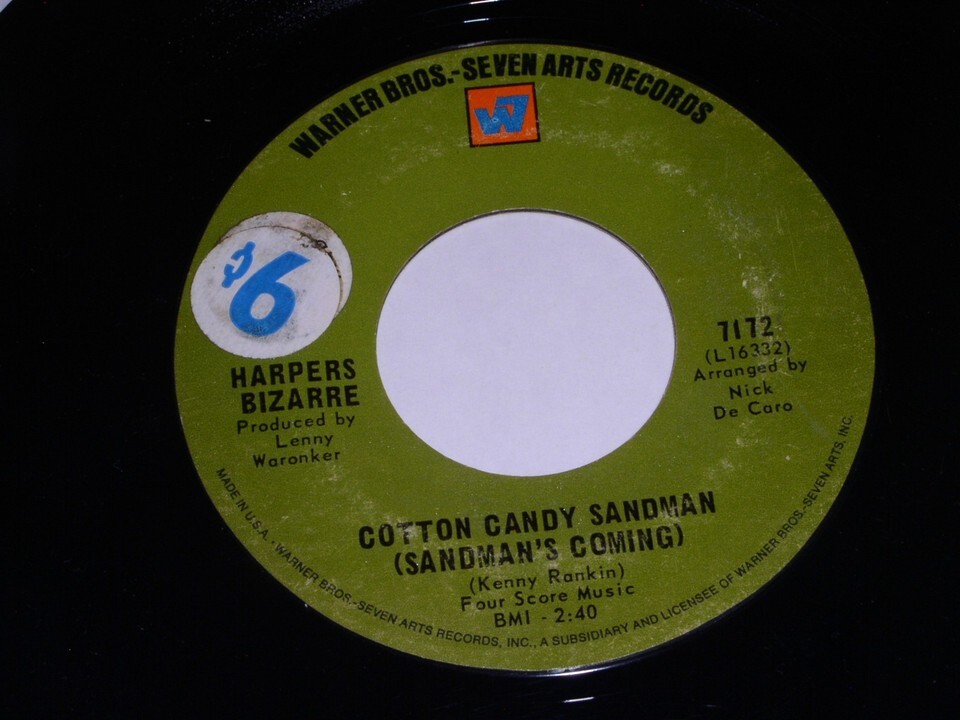 WARNER BROS.-SEVEN ARTS RECORDS
W7
$6
HARPERS
BIZARRE
Produced by
Lenny
Waronker
7172
(L16332)
Arranged by
Nick
De Caro
COTTON CANDY SANDMAN
(SANDMAN'S COMING)
(Kenny Rankin)
Four Score Music
BMI - 2:40
MADE IN U.S.A. • WARNER BROS.-SEVEN ARTS RECORDS, INC., A SUBSIDIARY AND LICENSEE OF WARNER BROS.-SEVEN ARTS, INC.